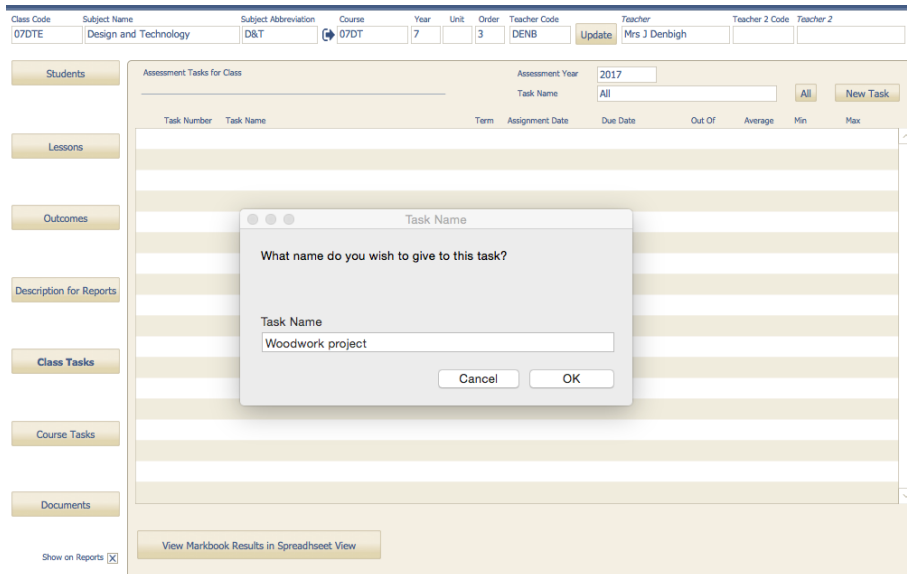 Class Code Subject Name Subject Abbreviation Course Year Unit Order Teacher Code Teacher Teacher 2 Code Teacher 2
07DTE Design and Technology D&T 07DT 7 3 DENB Update Mrs J Denbigh
Students
Assessment Tasks for Class Assessment Year 2017
Task Name All All New Task
Task Number Task Name Term Assignment Date Due Date Out Of Average Min Max
Lessons
Outcomes
Task Name
What name do you wish to give to this task?
Description for Reports
Task Name
Woodwork project
Class Tasks
Cancel OK
Course Tasks
Documents
View Markbook Results in Spreadhseet View
Show on Reports X